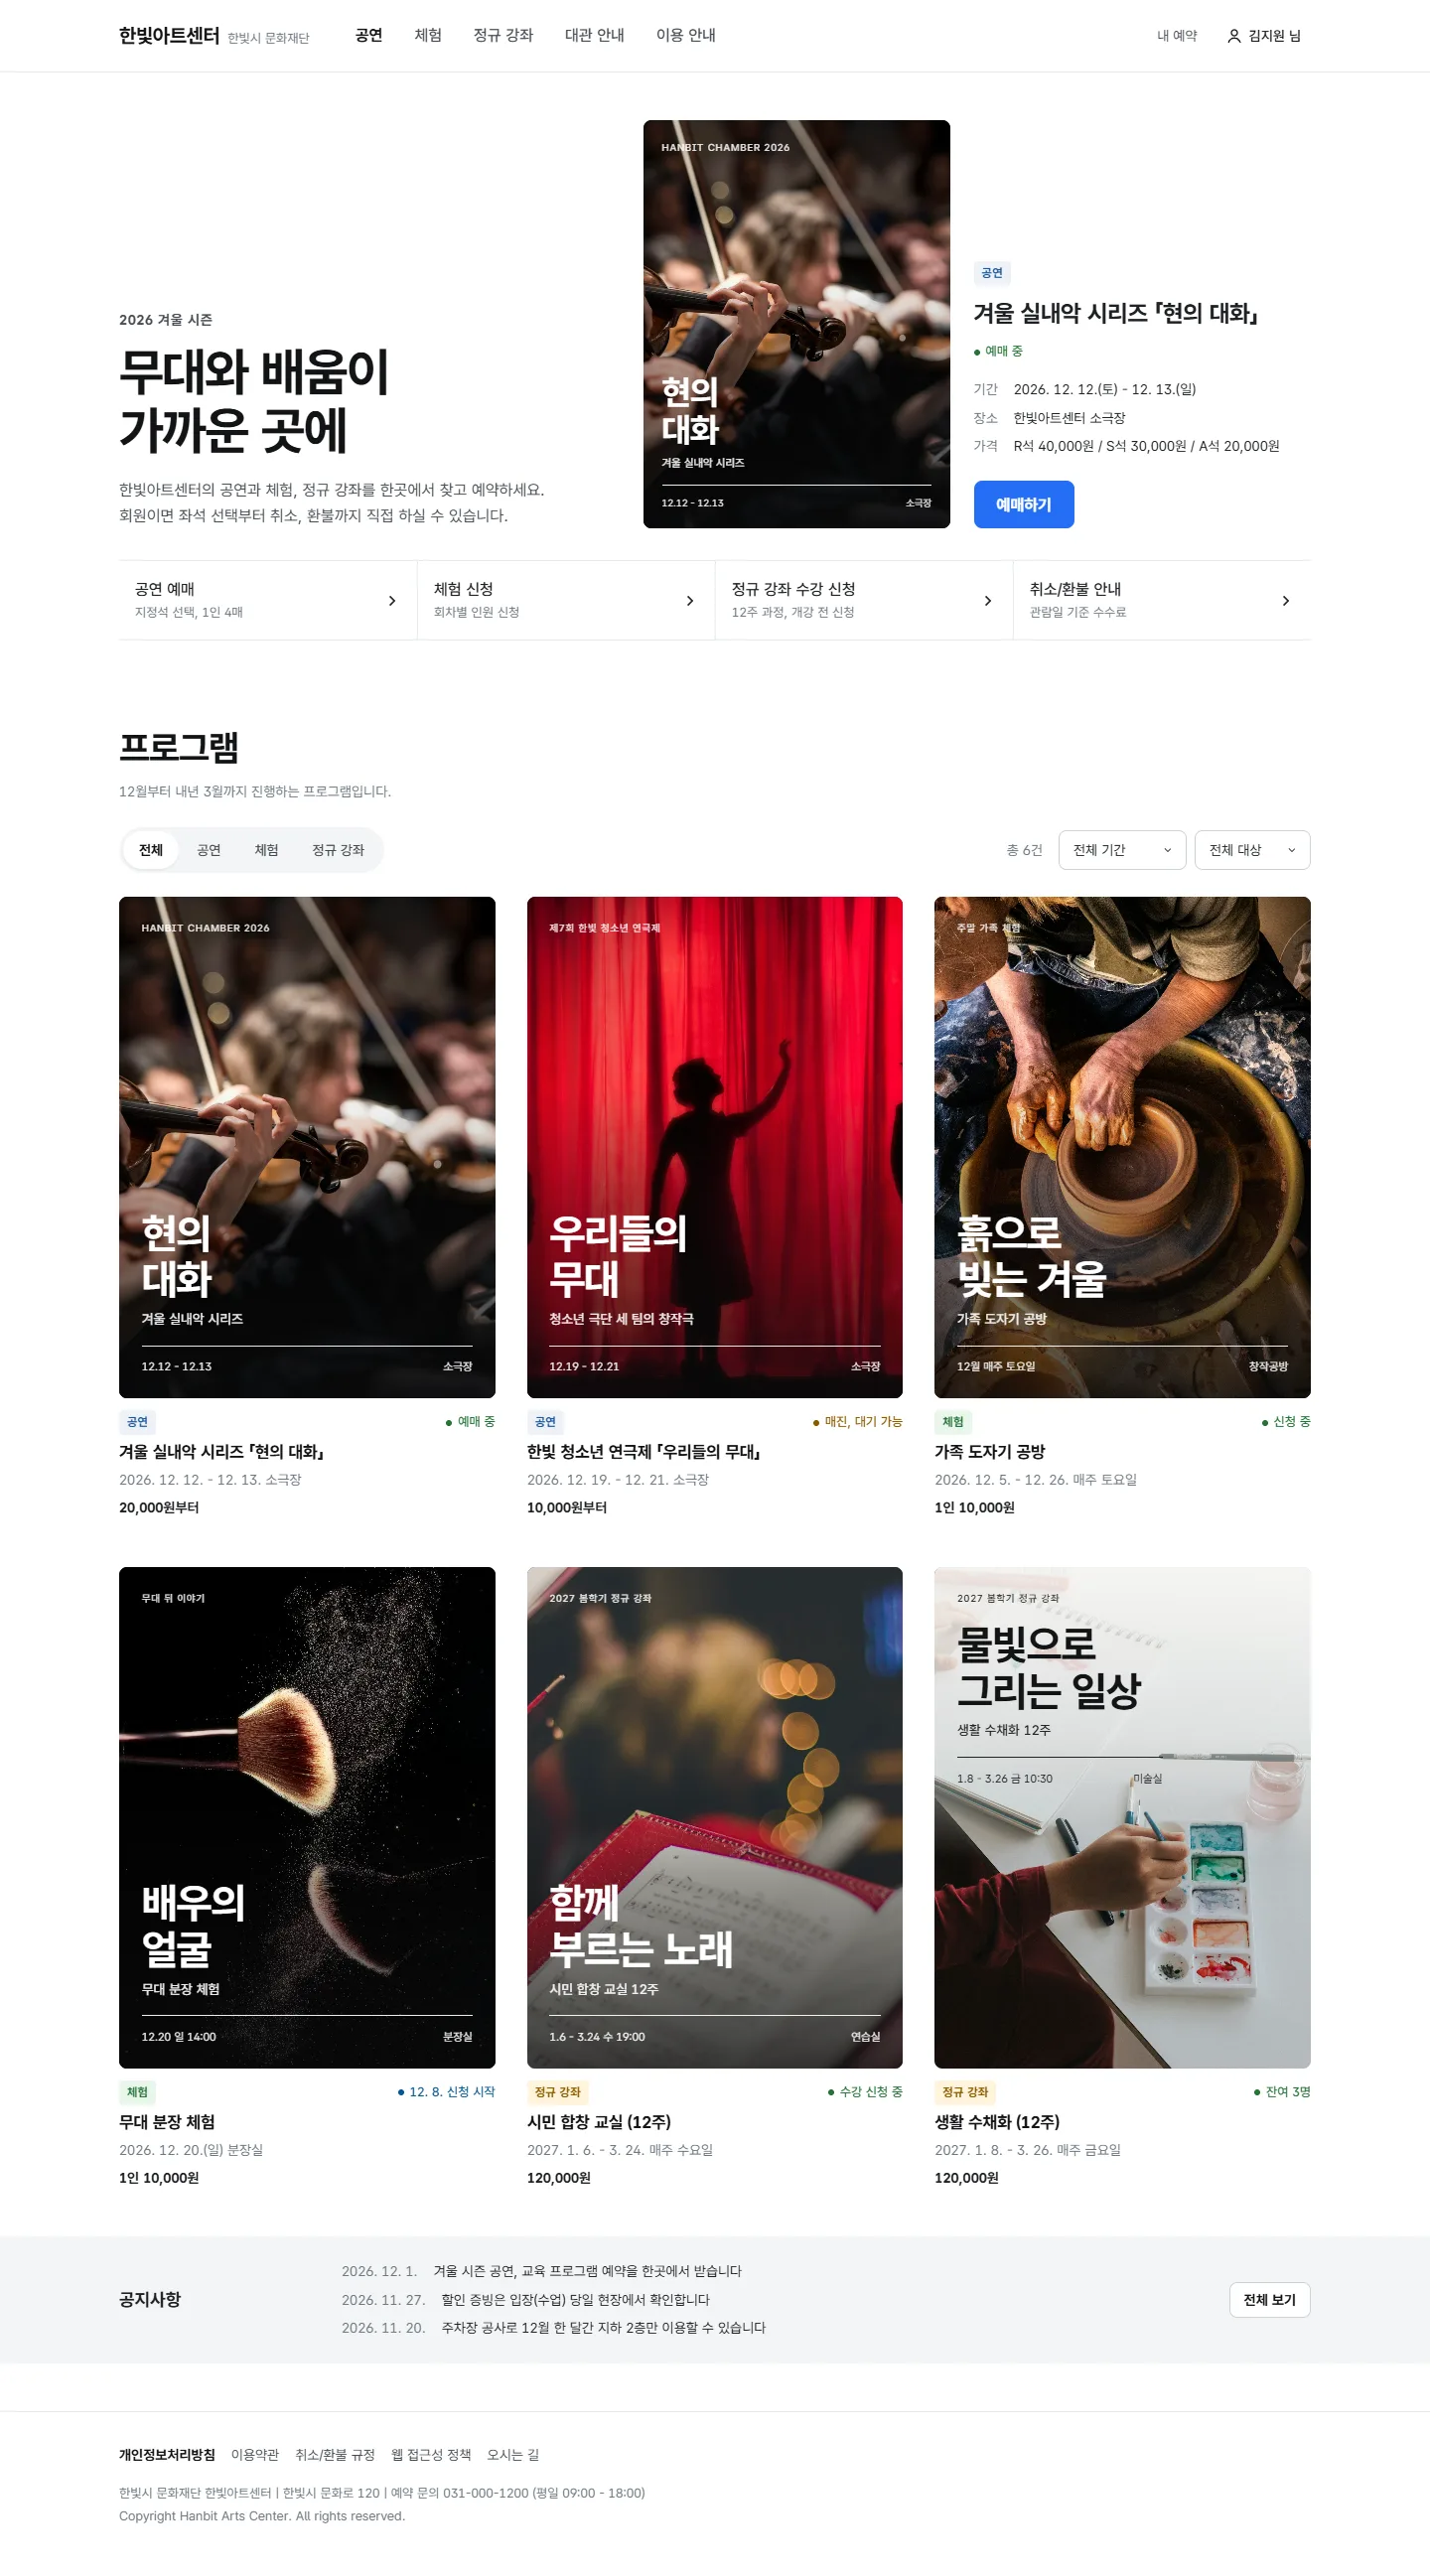 한빛아트센터 한빛시 문화재단
공연 체험 정규 강좌 대관 안내 이용 안내
내 예약 김지원 님
2026 겨울 시즌
무대와 배움이
가까운 곳에
한빛아트센터의 공연과 체험, 정규 강좌를 한곳에서 찾고 예약하세요.
회원이면 좌석 선택부터 취소, 환불까지 직접 하실 수 있습니다.
HANBIT CHAMBER 2026
현의
대화
겨울 실내악 시리즈
12.12 - 12.13 소극장
공연
겨울 실내악 시리즈 「현의 대화」
예매 중
기간 2026. 12. 12.(토) - 12. 13.(일)
장소 한빛아트센터 소극장
가격 R석 40,000원 / S석 30,000원 / A석 20,000원
예매하기
공연 예매
지정석 선택, 1인 4매
체험 신청
회차별 인원 신청
정규 강좌 수강 신청
12주 과정, 개강 전 신청
취소/환불 안내
관람일 기준 수수료
프로그램
12월부터 내년 3월까지 진행하는 프로그램입니다.
전체 공연 체험 정규 강좌
총 6건 전체 기간 전체 대상
HANBIT CHAMBER 2026
현의
대화
겨울 실내악 시리즈
12.12 - 12.13 소극장
공연 예매 중
겨울 실내악 시리즈 「현의 대화」
2026. 12. 12. - 12. 13. 소극장
20,000원부터
제7회 한빛 청소년 연극제
우리들의
무대
청소년 극단 세 팀의 창작극
12.19 - 12.21 소극장
공연 매진, 대기 가능
한빛 청소년 연극제 「우리들의 무대」
2026. 12. 19. - 12. 21. 소극장
10,000원부터
주말 가족 체험
흙으로
빚는 겨울
가족 도자기 공방
12월 매주 토요일 창작공방
체험 신청 중
가족 도자기 공방
2026. 12. 5. - 12. 26. 매주 토요일
1인 10,000원
무대 뒤 이야기
배우의
얼굴
무대 분장 체험
12.20 일 14:00 분장실
체험 12. 8. 신청 시작
무대 분장 체험
2026. 12. 20.(일) 분장실
1인 10,000원
2027 봄학기 정규 강좌
함께
부르는 노래
시민 합창 교실 12주
1.6 - 3.24 수 19:00 연습실
정규 강좌 수강 신청 중
시민 합창 교실 (12주)
2027. 1. 6. - 3. 24. 매주 수요일
120,000원
2027 봄학기 정규 강좌
물빛으로
그리는 일상
생활 수채화 12주
1.8 - 3.26 금 10:30 미술실
정규 강좌 잔여 3명
생활 수채화 (12주)
2027. 1. 8. - 3. 26. 매주 금요일
120,000원
공지사항
2026. 12. 1. 겨울 시즌 공연, 교육 프로그램 예약을 한곳에서 받습니다
2026. 11. 27. 할인 증빙은 입장(수업) 당일 현장에서 확인합니다
2026. 11. 20. 주차장 공사로 12월 한 달간 지하 2층만 이용할 수 있습니다
전체 보기
개인정보처리방침 이용약관 취소/환불 규정 웹 접근성 정책 오시는 길
한빛시 문화재단 한빛아트센터 | 한빛시 문화로 120 | 예약 문의 031-000-1200 (평일 09:00 - 18:00)
Copyright Hanbit Arts Center. All rights reserved.